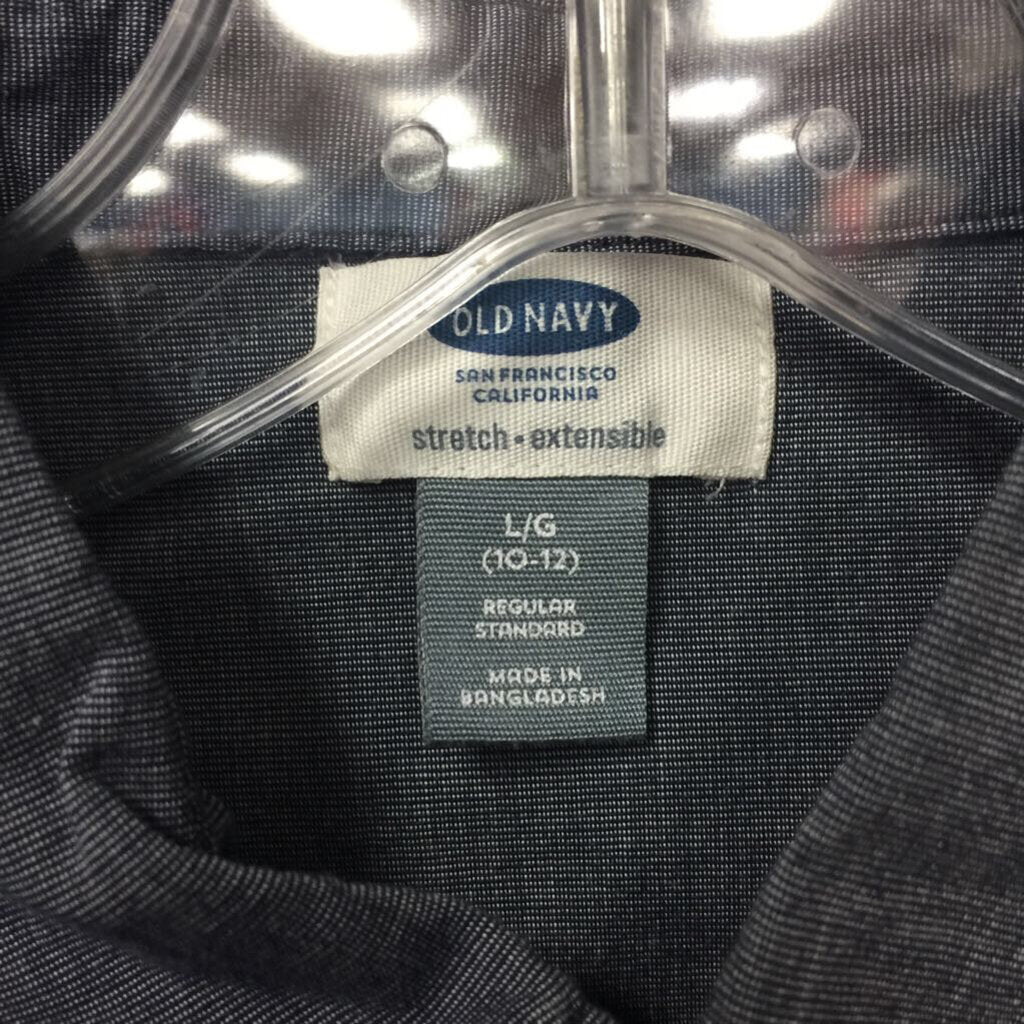 OLD NAVY
SAN FRANCISCO
CALIFORNIA
stretch • extensible
L/G
(10-12)
REGULAR
STANDARD
MADE IN
BANGLADESH